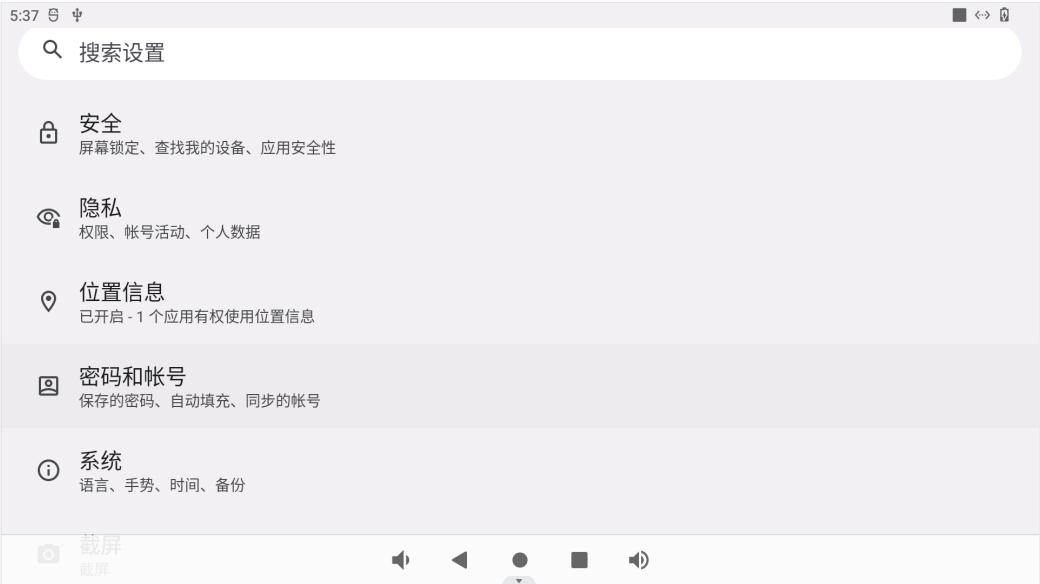 5:37
搜索设置
安全
屏幕锁定、查找我的设备、应用安全性
隐私
权限、帐号活动、个人数据
位置信息
已开启 - 1 个应用有权使用位置信息
密码和帐号
保存的密码、自动填充、同步的帐号
系统
语言、手势、时间、备份
截屏
截屏